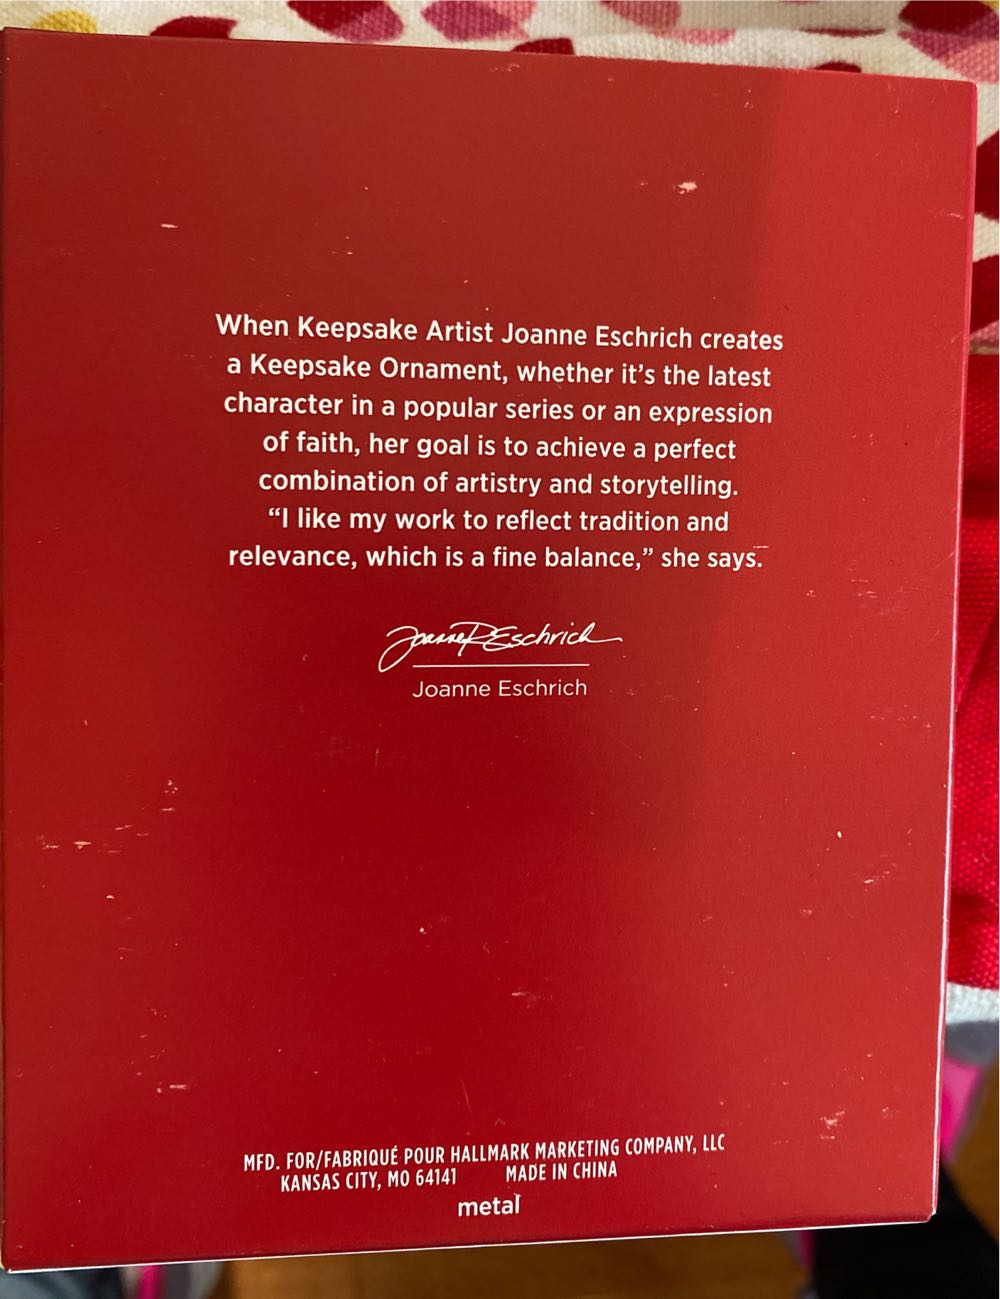 When Keepsake Artist Joanne Eschrich creates
a Keepsake Ornament, whether it's the latest
character in a popular series or an expression
of faith, her goal is to achieve a perfect
combination of artistry and storytelling.
“I like my work to reflect tradition and
relevance, which is a fine balance,” she says.
Joanne R Eschrich
Joanne Eschrich
MFD. FOR/FABRIQUÉ POUR HALLMARK MARKETING COMPANY, LLC
KANSAS CITY, MO 64141 MADE IN CHINA
metal